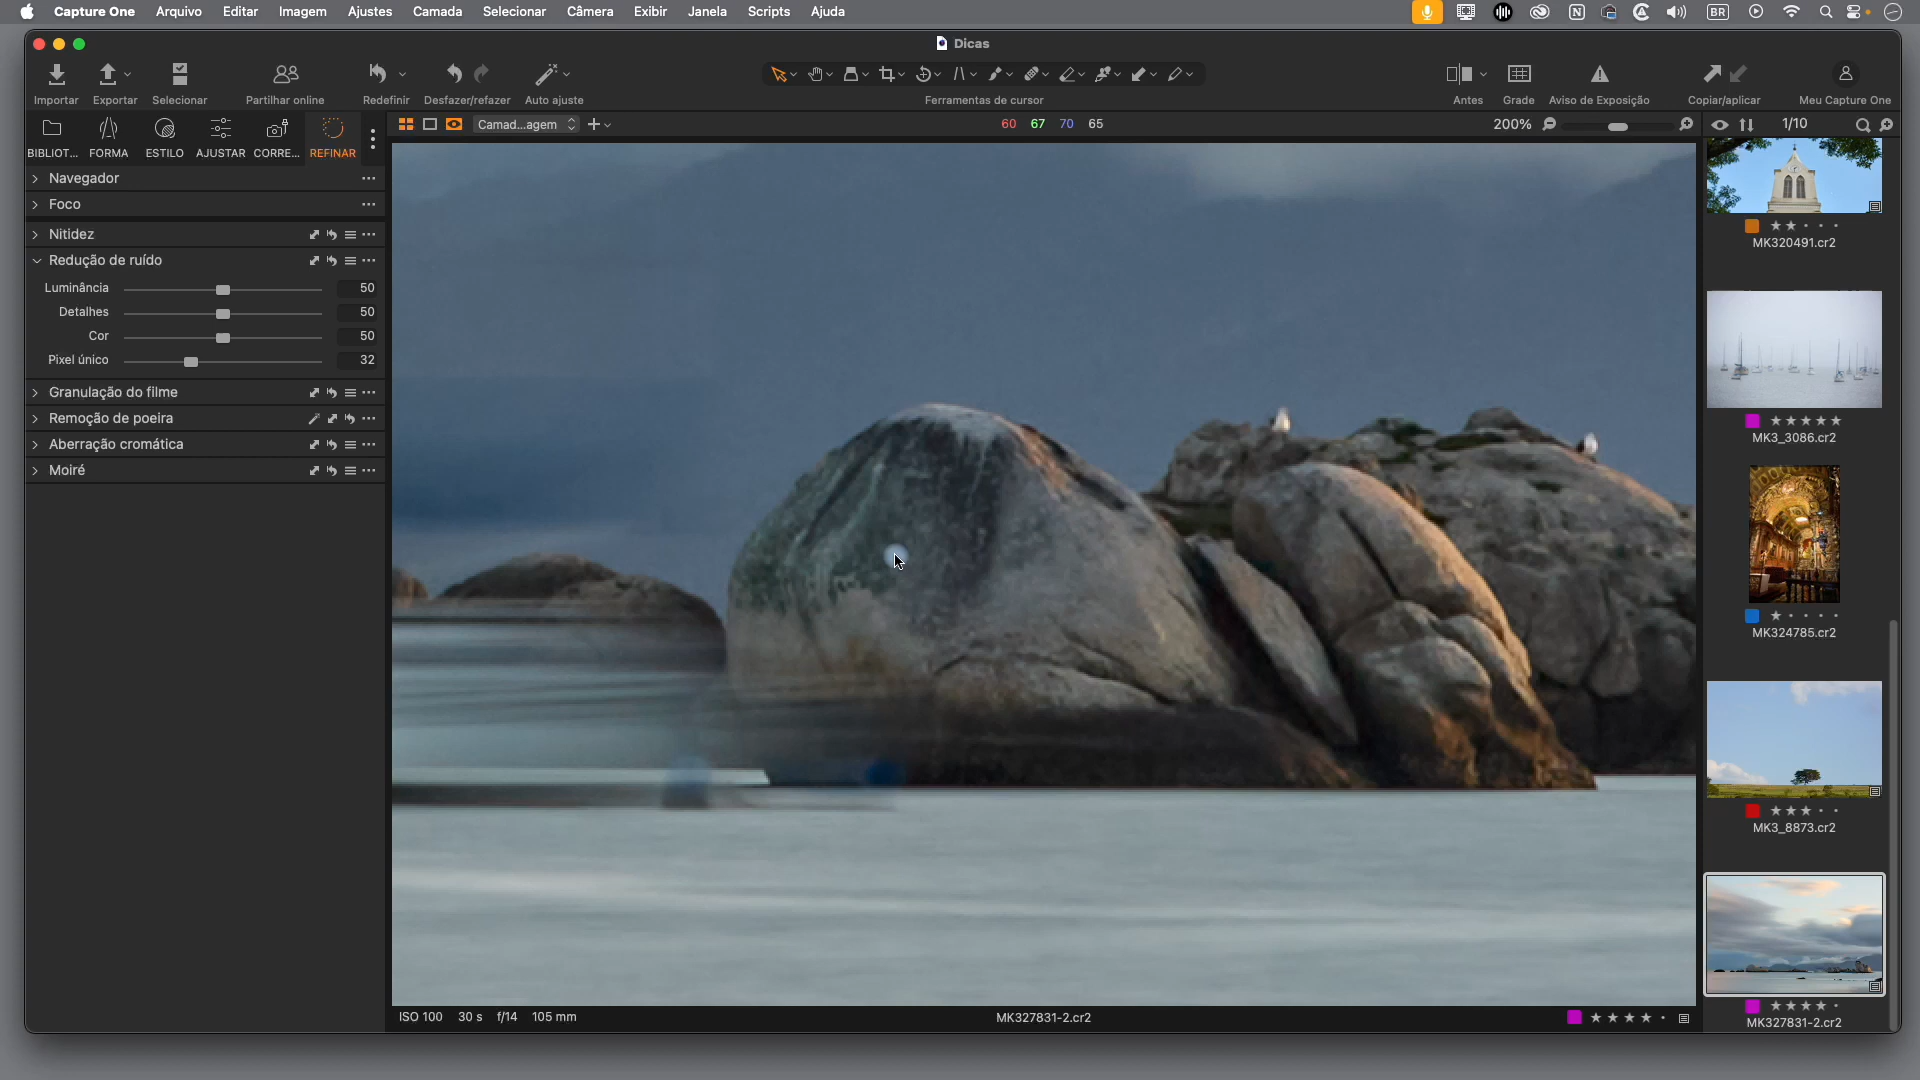 Capture One Arquivo Editar Imagem Ajustes Camada Selecionar Câmera Exibir Janela Scripts Ajuda BR
Dicas
Importar Exportar Selecionar Partilhar online Redefinir Desfazer/refazer Auto ajuste Ferramentas de cursor Antes Grade Aviso de Exposição Copiar/aplicar Meu Capture One
BIBLIOT... FORMA ESTILO AJUSTAR CORRE... REFINAR
Camad...agem 60 67 70 65 200% 1/10
Navegador
Foco
Nitidez
Redução de ruído
Luminância 50
Detalhes 50
Cor 50
Pixel único 32
Granulação do filme
Remoção de poeira
Aberração cromática
Moiré
MK320491.cr2
MK3_3086.cr2
MK324785.cr2
MK3_8873.cr2
MK327831-2.cr2
ISO 100 30 s f/14 105 mm MK327831-2.cr2